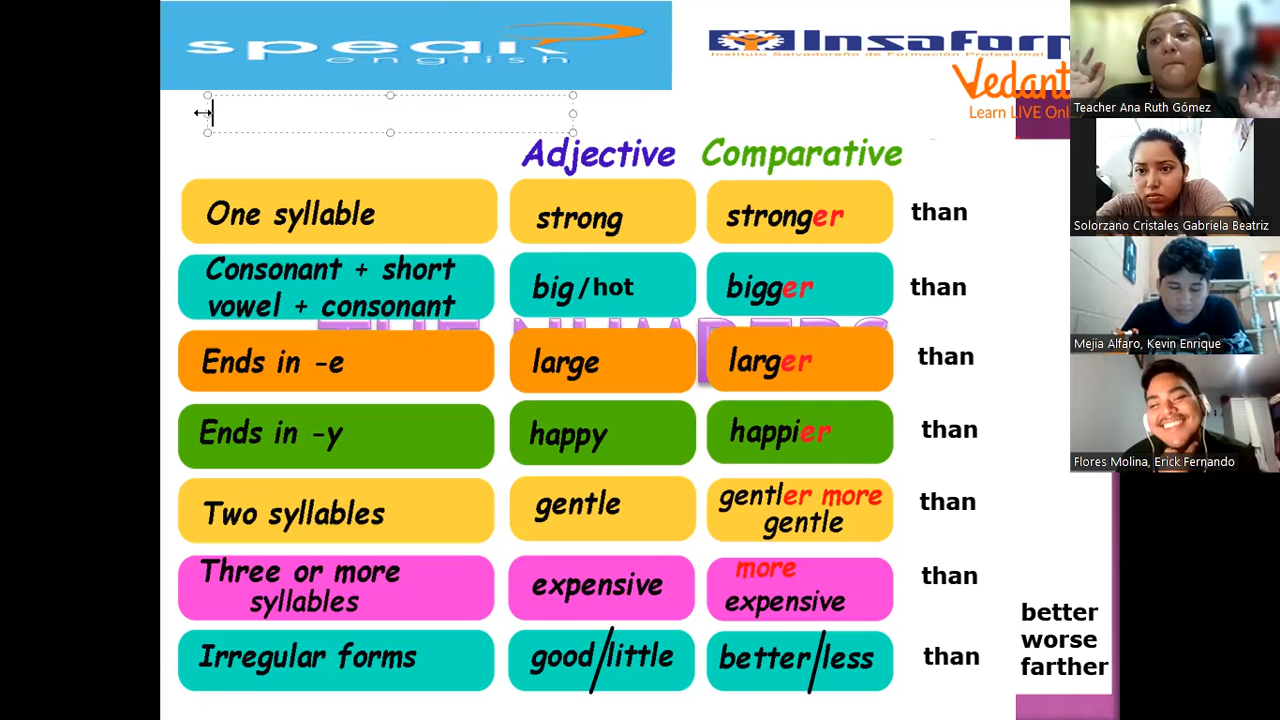 speak
english
Insaforp
Instituto Salvadoreño de Formación Profesional
Vedant
Learn LIVE Onl
Adjective Comparative
One syllable strong stronger than
Consonant + short
vowel + consonant big/hot bigger than
THE NUMBERS
Ends in -e large larger than
Ends in -y happy happier than
Two syllables gentle gentler more
gentle than
Three or more
syllables expensive more
expensive than
Irregular forms good/little better/less than
better
worse
farther
Teacher Ana Ruth Gómez
Solorzano Cristales Gabriela Beatriz
Mejia Alfaro, Kevin Enrique
Flores Molina, Erick Fernando